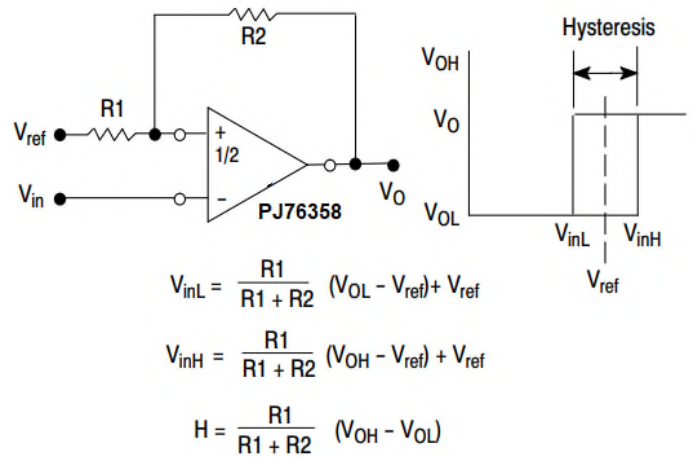 R2
Hysteresis
R1
V_OH
V_ref
+
1/2
V_O
V_in
-
PJ76358
V_O
V_OL
V_inL
V_inH
V_ref
V_inL = R1 / (R1 + R2) (V_OL – V_ref)+ V_ref
V_inH = R1 / (R1 + R2) (V_OH – V_ref) + V_ref
H = R1 / (R1 + R2) (V_OH – V_OL)